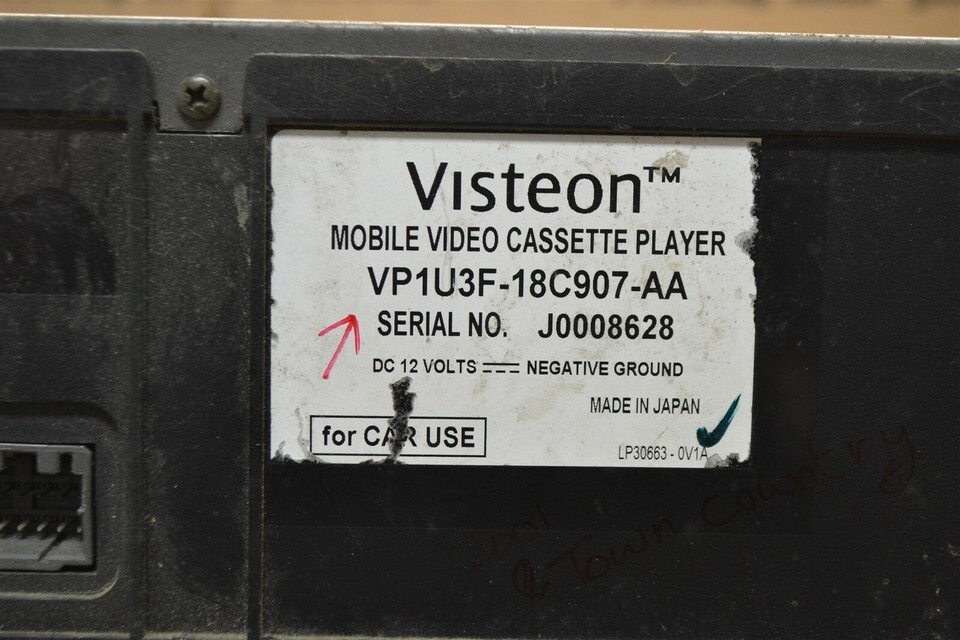 Visteon™
MOBILE VIDEO CASSETTE PLAYER
VP1U3F-18C907-AA
SERIAL NO. J0008628
DC 12 VOLTS NEGATIVE GROUND
MADE IN JAPAN
for CAR USE
LP30663 - 0V1A
2001
Town Country